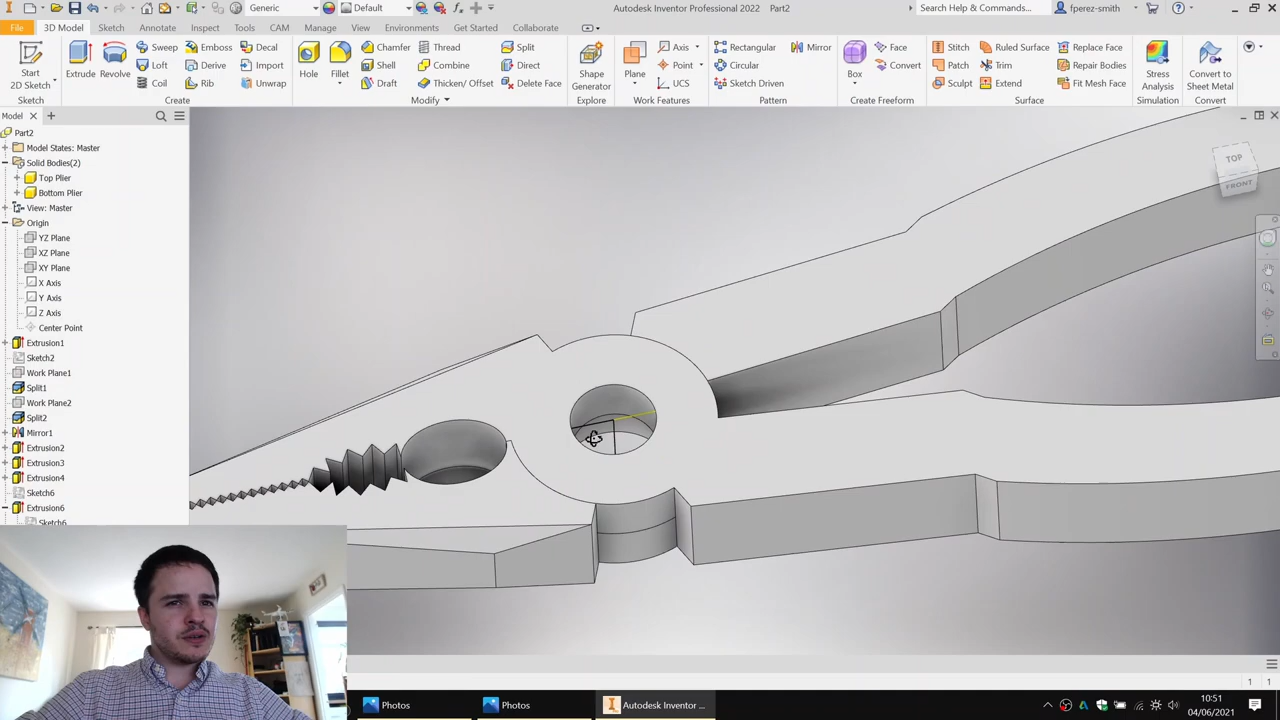 Generic
Default
Autodesk Inventor Professional 2022 Part2
Search Help & Commands...
fperez-smith
File 3D Model Sketch Annotate Inspect Tools CAM Manage View Environments Get Started Collaborate
Start
2D Sketch
Extrude
Revolve
Sweep
Emboss
Decal
Loft
Derive
Import
Coil
Rib
Unwrap
Hole
Fillet
Chamfer
Thread
Split
Shell
Combine
Direct
Draft
Thicken/ Offset
Delete Face
Shape
Generator
Plane
Axis
Point
UCS
Rectangular
Mirror
Circular
Sketch Driven
Box
Face
Convert
Stitch
Ruled Surface
Replace Face
Patch
Trim
Repair Bodies
Sculpt
Extend
Fit Mesh Face
Stress
Analysis
Convert to
Sheet Metal
Sketch Create Modify Explore Work Features Pattern Create Freeform Surface Simulation Convert
Model
Part2
Model States: Master
Solid Bodies(2)
Top Plier
Bottom Plier
View: Master
Origin
YZ Plane
XZ Plane
XY Plane
X Axis
Y Axis
Z Axis
Center Point
Extrusion1
Sketch2
Work Plane1
Split1
Work Plane2
Split2
Mirror1
Extrusion2
Extrusion3
Extrusion4
Sketch6
Extrusion6
Sketch6
TOP
FRONT
1 1
Photos
Photos
Autodesk Inventor ...
10:51
04/06/2021